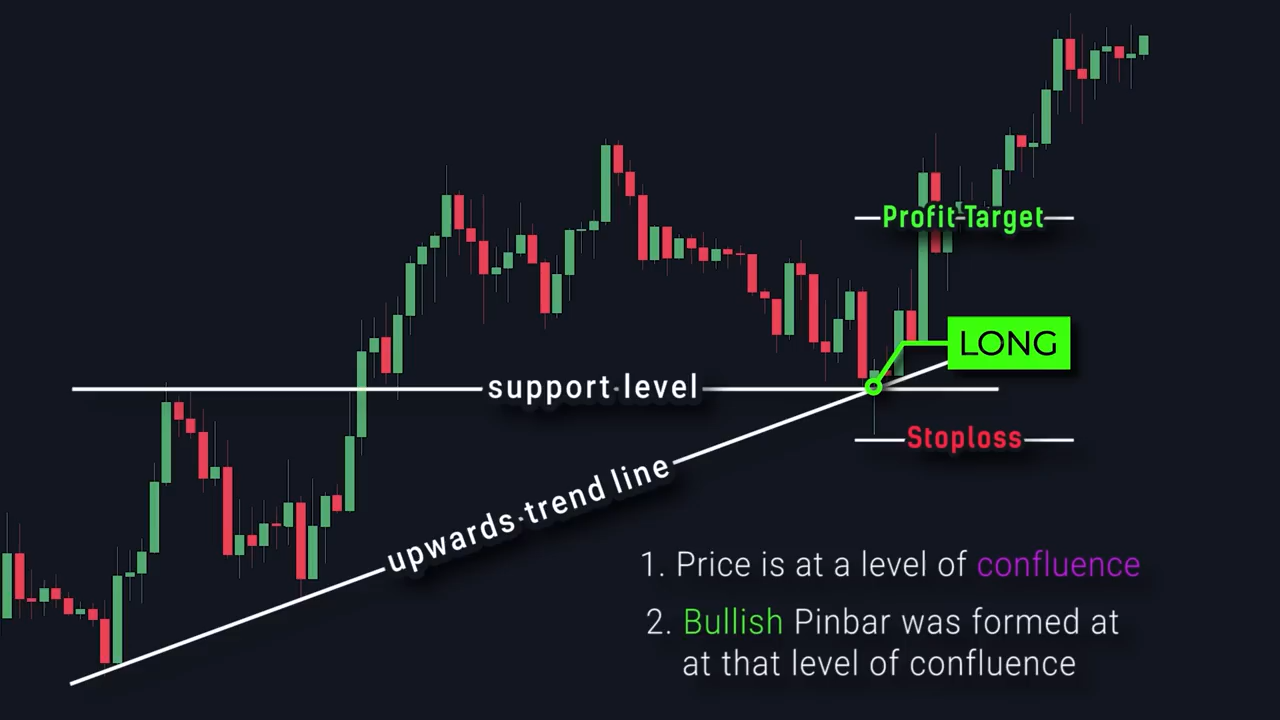 Profit Target
LONG
support level
Stoploss
upwards trend line
1. Price is at a level of confluence
2. Bullish Pinbar was formed at
at that level of confluence